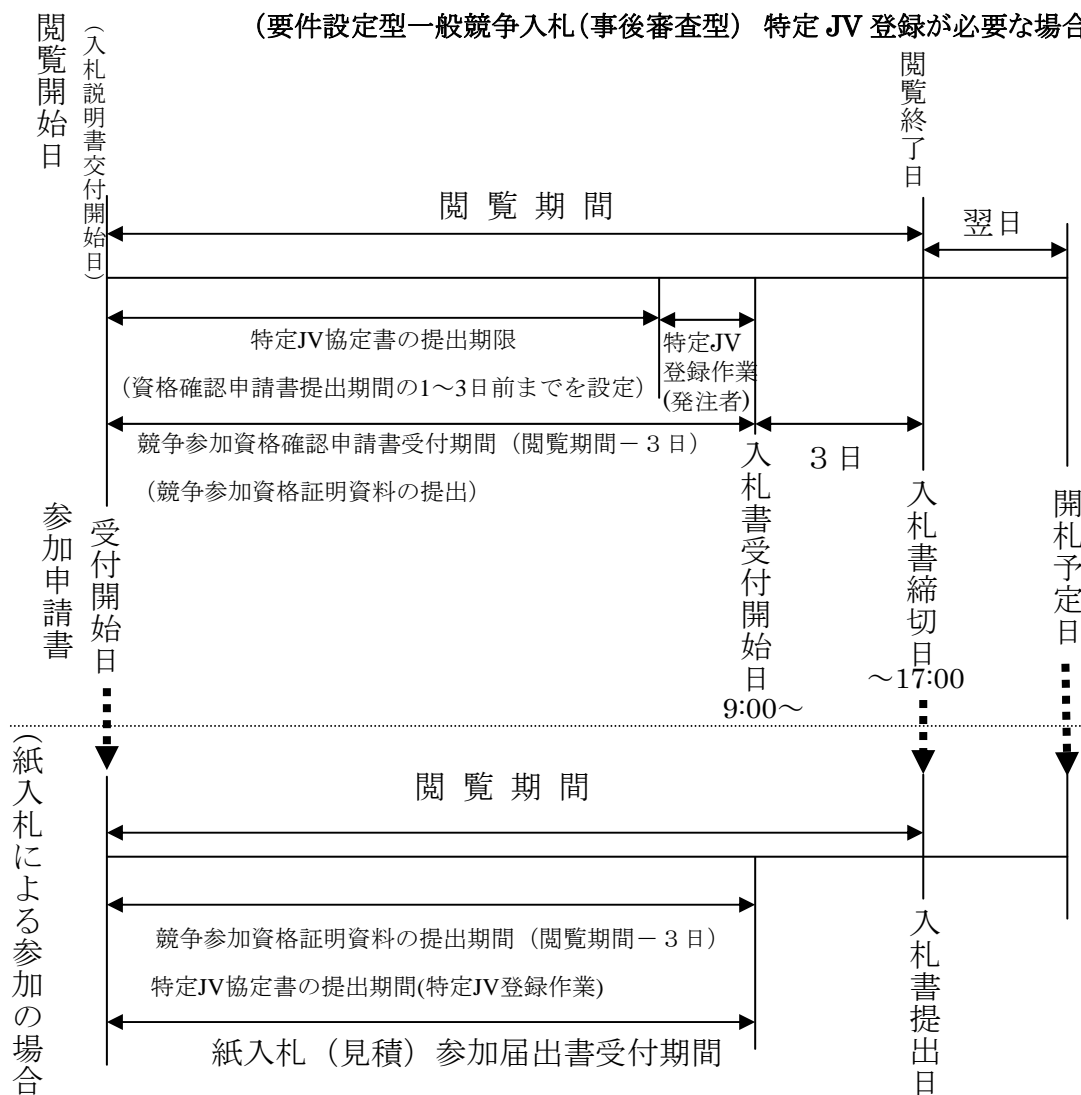 (要件設定型一般競争入札(事後審査型) 特定 JV 登録が必要な場合
閲覧開始日
(入札説明書交付開始日)
閲覧終了日
閲 覧 期 間
翌日
特定JV協定書の提出期限
(資格確認申請書提出期間の1～3日前までを設定)
特定JV
登録作業
(発注者)
競争参加資格確認申請書受付期間(閲覧期間－３日)
(競争参加資格証明資料の提出)
３日
参加申請書
受付開始日
入札書受付開始日
9:00～
入札書締切日
～17:00
開札予定日
(紙入札による参加の場合
閲 覧 期 間
競争参加資格証明資料の提出期間(閲覧期間－３日)
特定JV協定書の提出期間(特定JV登録作業)
紙入札(見積)参加届出書受付期間
入札書提出日